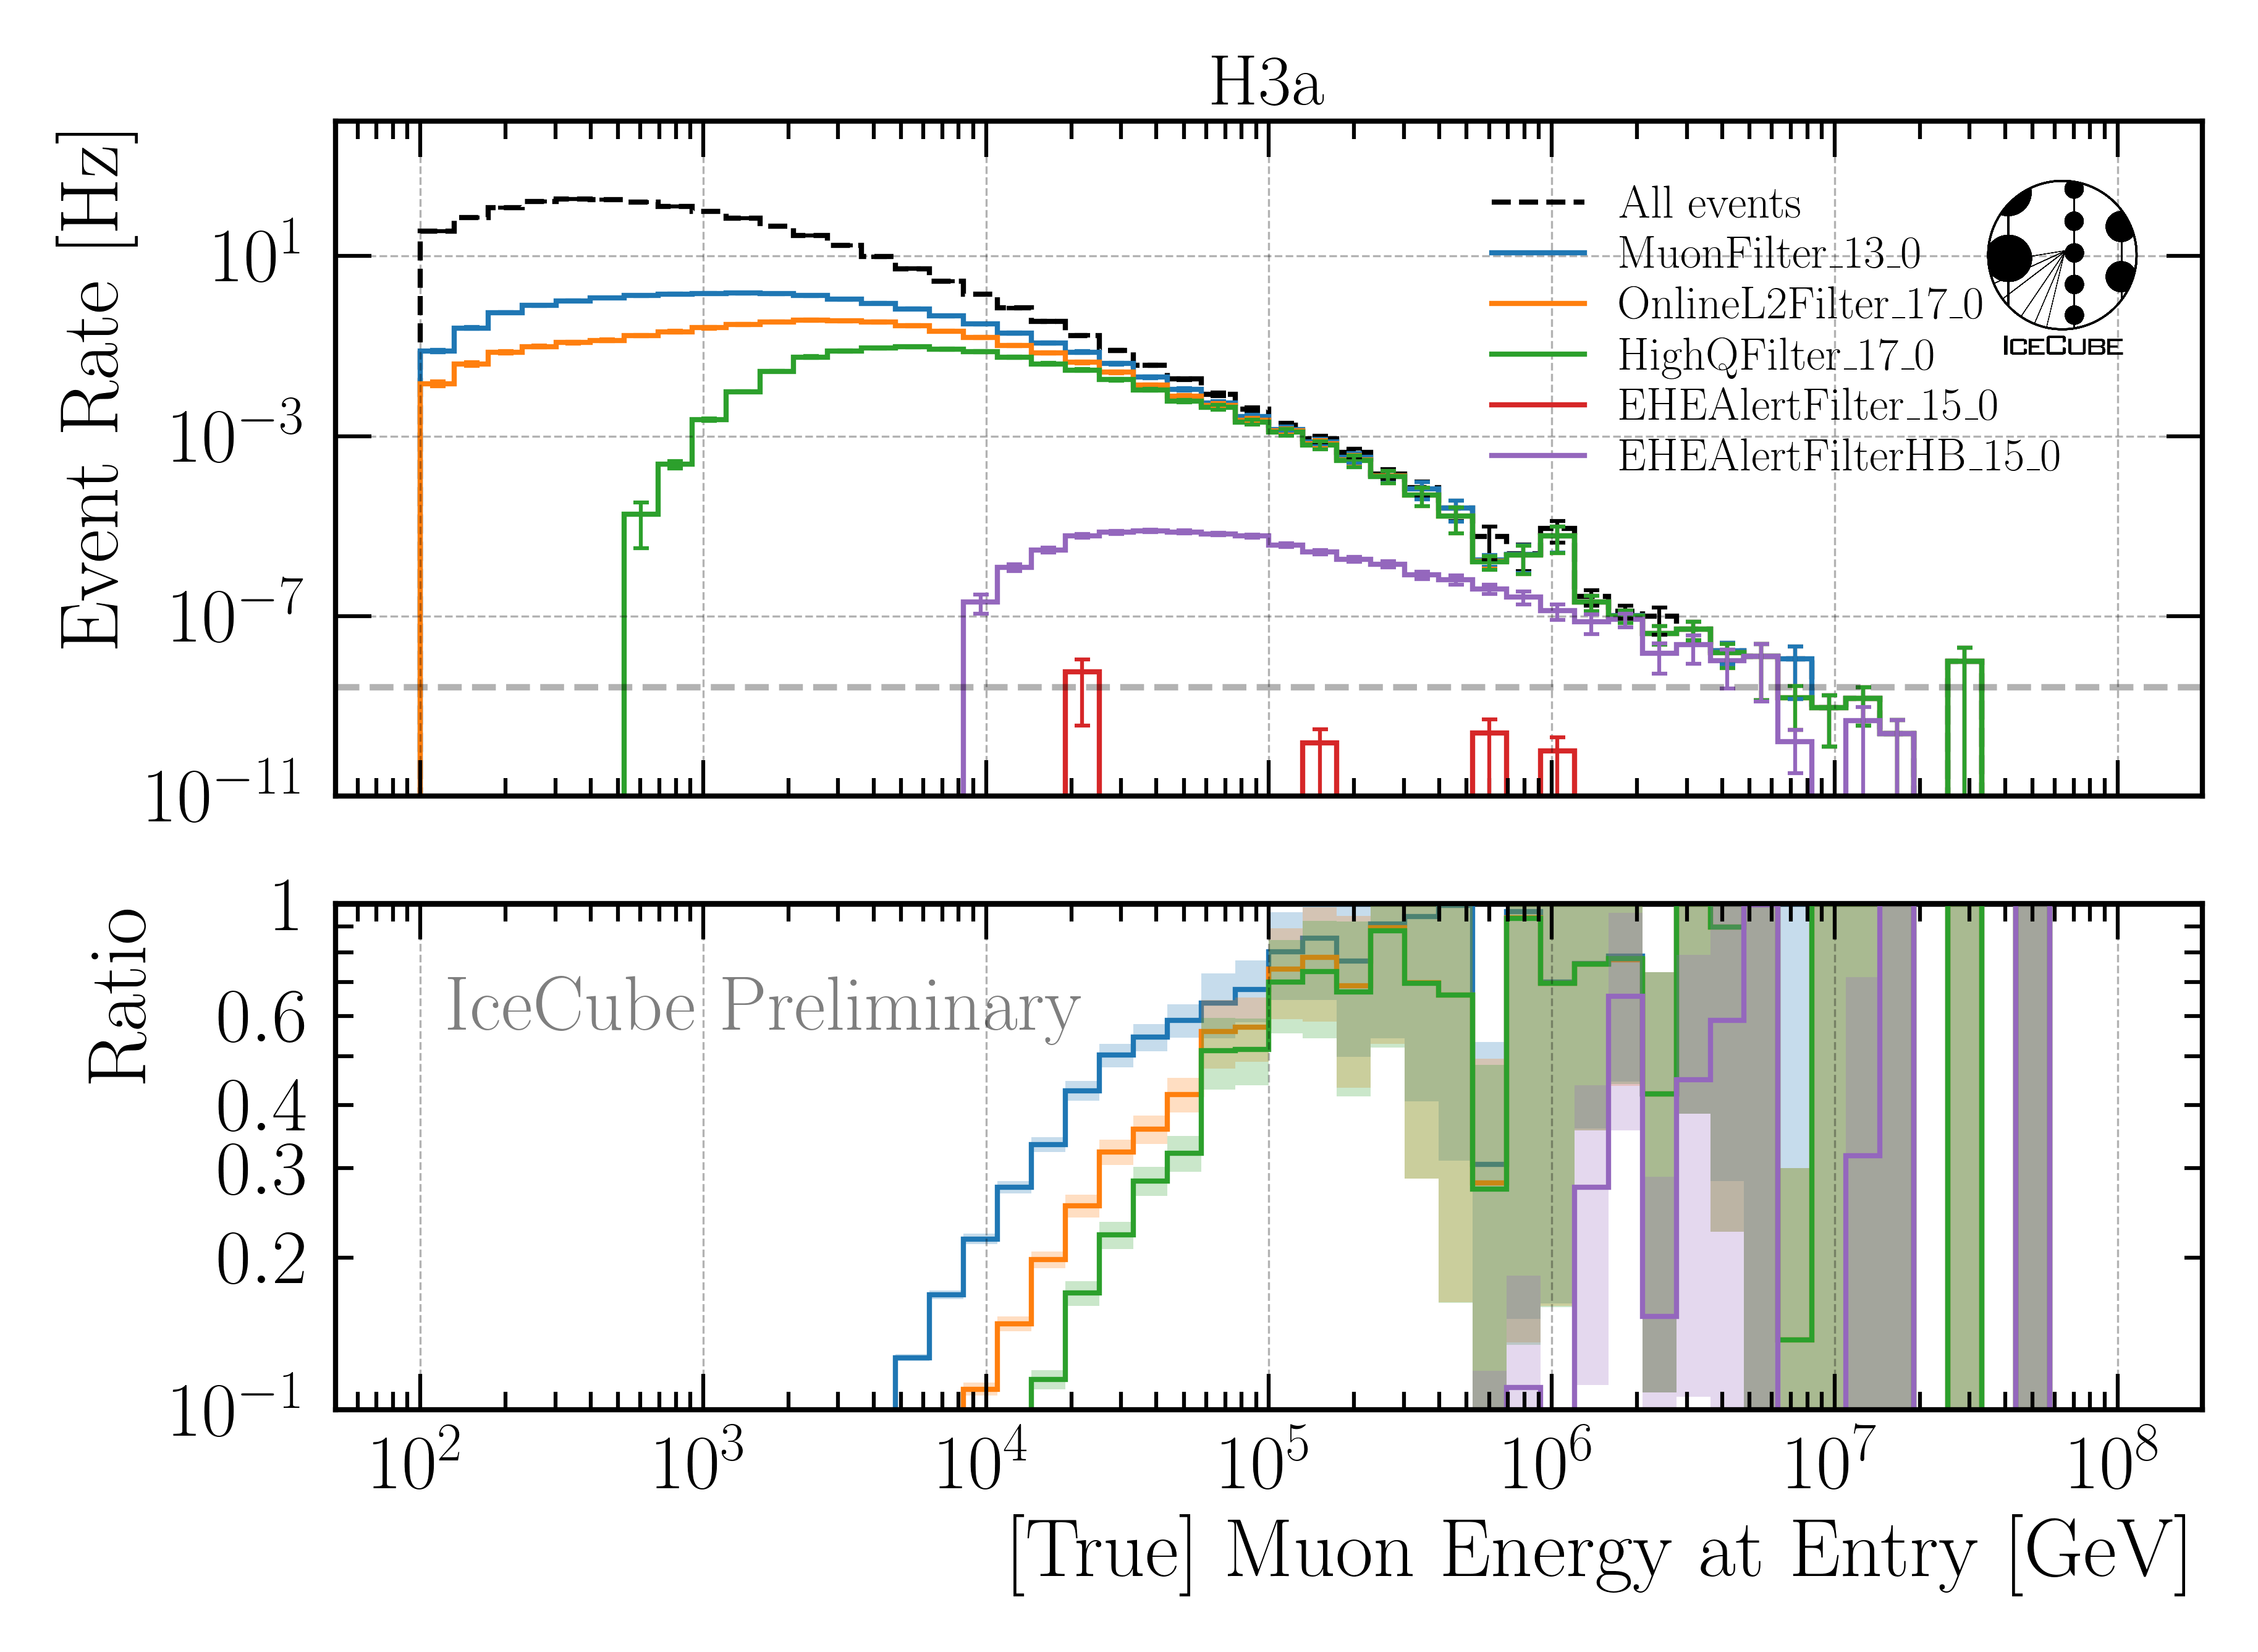 H3a
Event Rate [Hz]
10^1
10^-3
10^-7
10^-11
All events
MuonFilter_13_0
OnlineL2Filter_17_0
HighQFilter_17_0
EHEAlertFilter_15_0
EHEAlertFilterHB_15_0
ICECUBE
Ratio
1
0.6
0.4
0.3
0.2
10^-1
IceCube Preliminary
10^2 10^3 10^4 10^5 10^6 10^7 10^8
[True] Muon Energy at Entry [GeV]